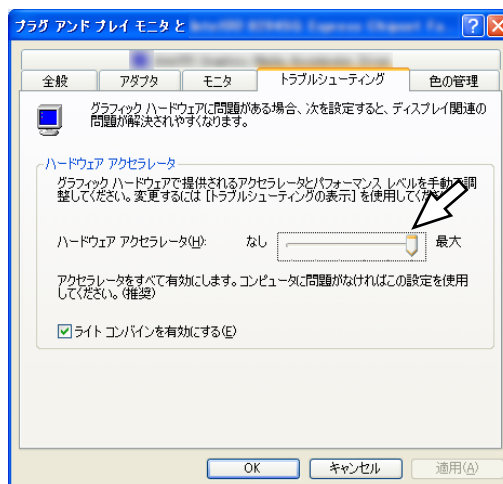 プラグ アンド プレイ モニタ と
全般
アダプタ
モニタ
トラブルシューティング
色の管理
グラフィック ハードウェアに問題がある場合、次を設定すると、ディスプレイ関連の
問題が解決されやすくなります。
ハードウェア アクセラレータ
グラフィック ハードウェアで提供されるアクセラレータとパフォーマンス レベルを手動で調
整してください。変更するには [トラブルシューティングの表示] を使用してください。
ハードウェア アクセラレータ(H):
なし
最大
アクセラレータをすべて有効にします。コンピュータに問題がなければこの設定を使用
してください。(推奨)
ライト コンバインを有効にする(E)
OK
キャンセル
適用(A)